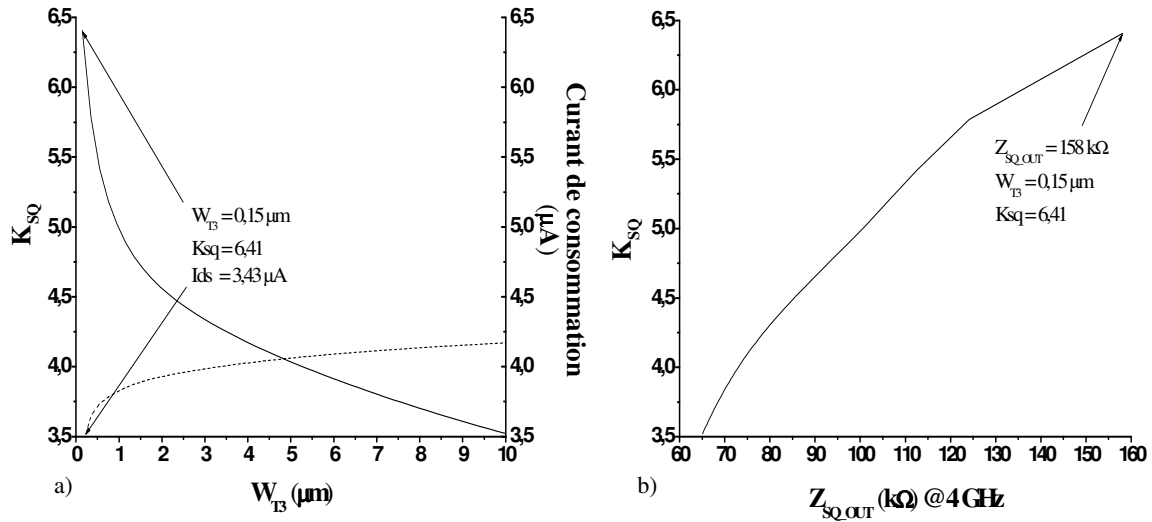 6,5
6,0
5,5
5,0
4,5
4,0
3,5
K_SQ
0 1 2 3 4 5 6 7 8 9 10
W_T3 (µm)
W_T3 = 0,15 µm
Ksq = 6,41
Ids = 3,43 µA
6,5
6,0
5,5
5,0
4,5
4,0
3,5
Curant de consommation
(µA)
a)
6,5
6,0
5,5
5,0
4,5
4,0
3,5
K_SQ
60 70 80 90 100 110 120 130 140 150 160
Z_SQ_OUT (kΩ) @ 4 GHz
Z_SQ_OUT = 158 kΩ
W_T3 = 0,15 µm
Ksq = 6,41
b)